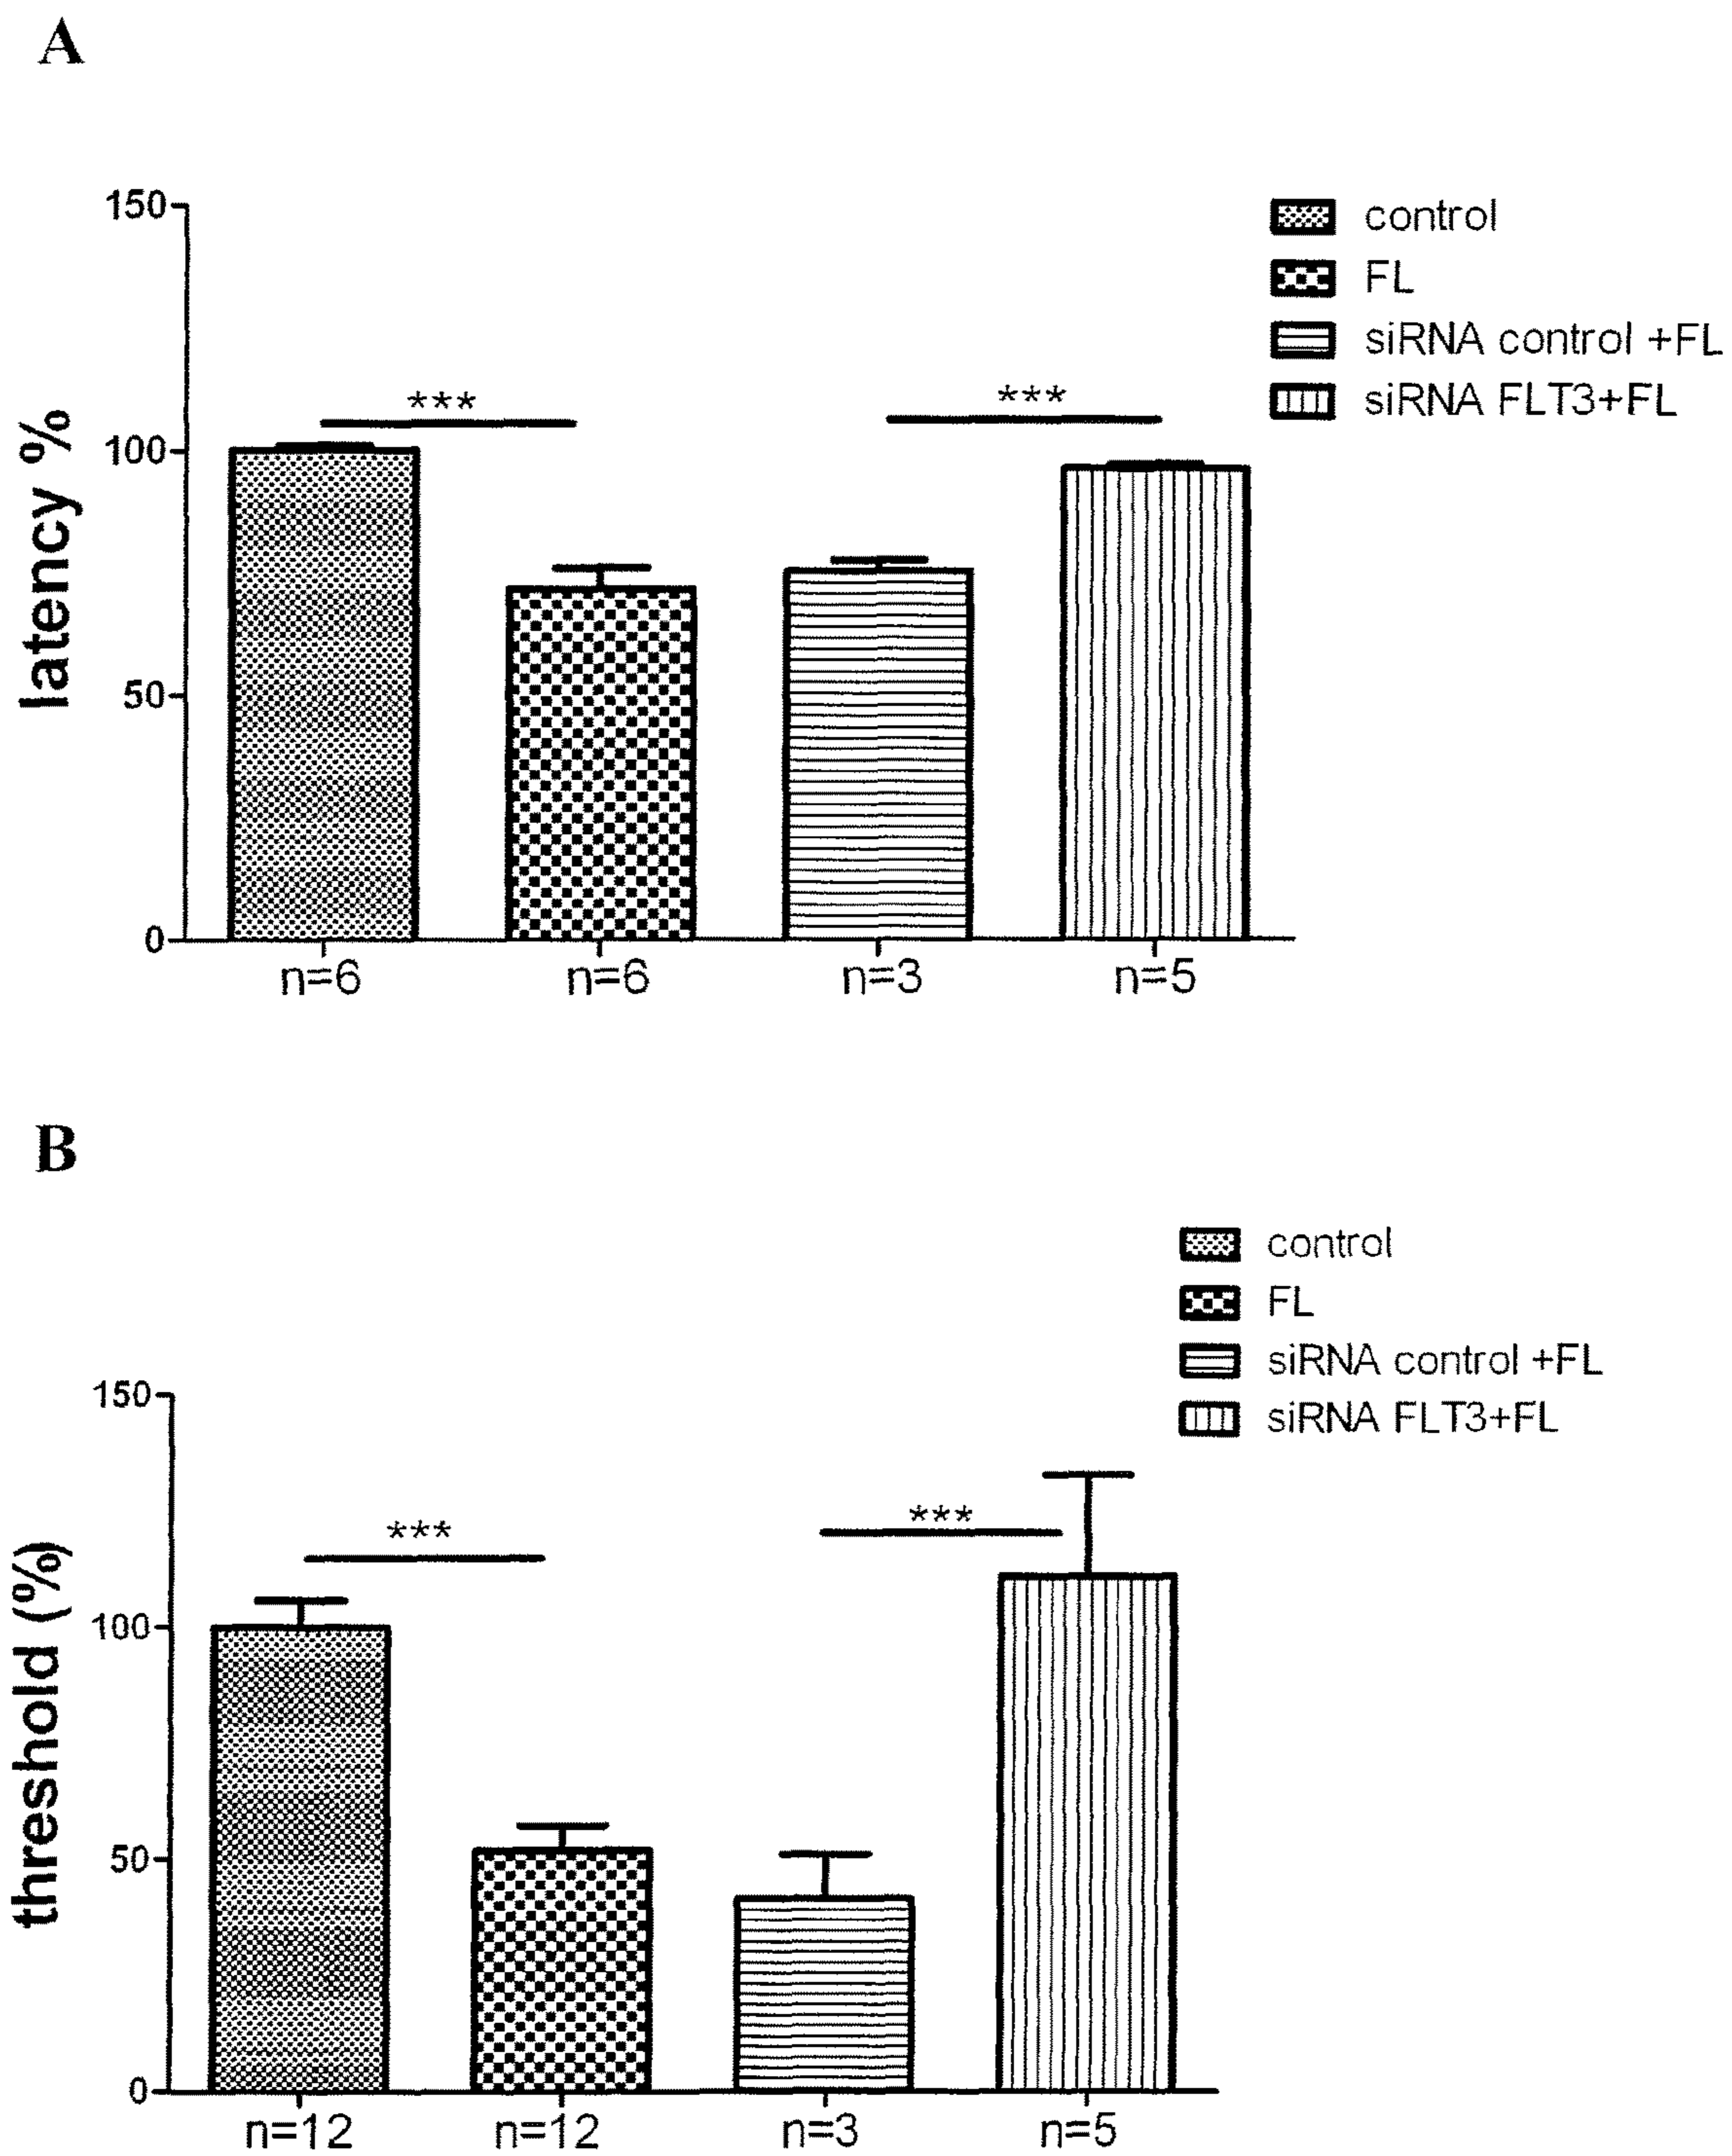 A
150
100
50
0
latency %
***
***
control
FL
siRNA control +FL
siRNA FLT3+FL
n=6
n=6
n=3
n=5
B
control
FL
siRNA control +FL
siRNA FLT3+FL
150
100
50
0
threshold (%)
***
***
n=12
n=12
n=3
n=5